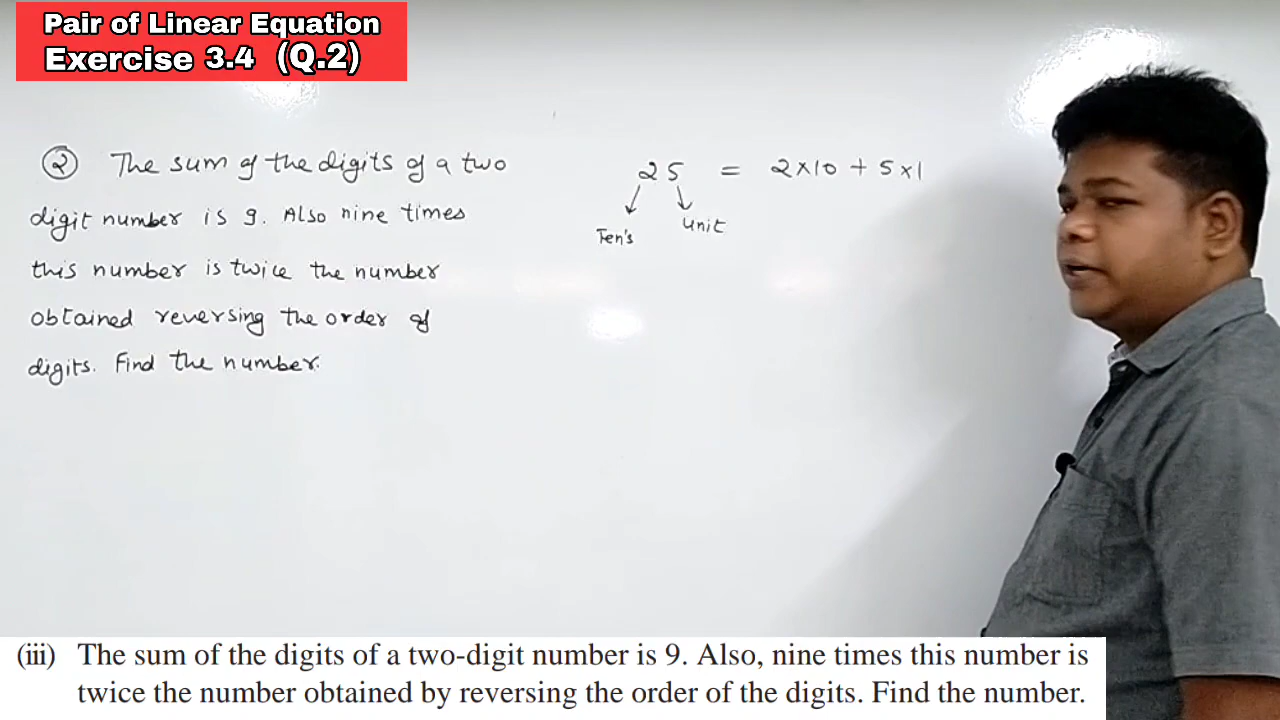 Pair of Linear Equation
Exercise 3.4 (Q.2)
② The sum of the digits of a two
digit number is 9. Also nine times
this number is twice the number
obtained reversing the order of
digits. Find the number.
25 = 2×10 + 5×1
Ten's unit
(iii) The sum of the digits of a two-digit number is 9. Also, nine times this number is
twice the number obtained by reversing the order of the digits. Find the number.